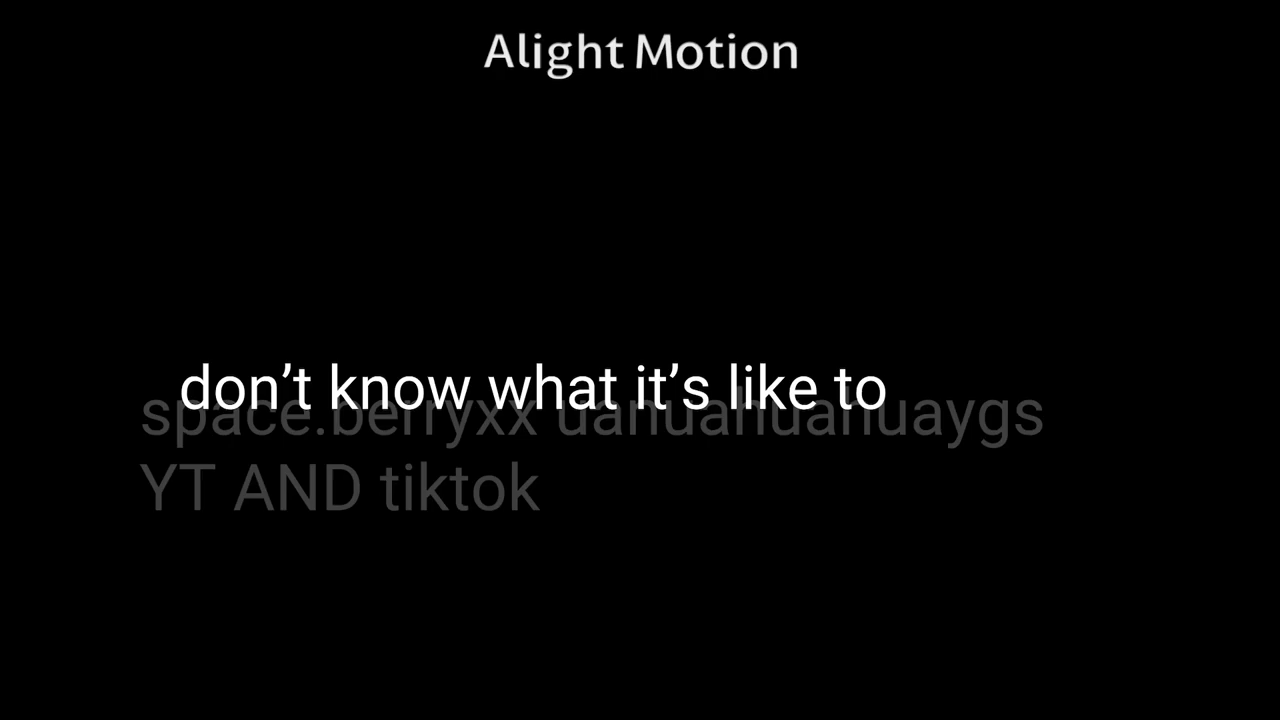 Alight Motion
don’t know what it’s like to
space.berryxx uahuahuahuaygs
YT AND tiktok